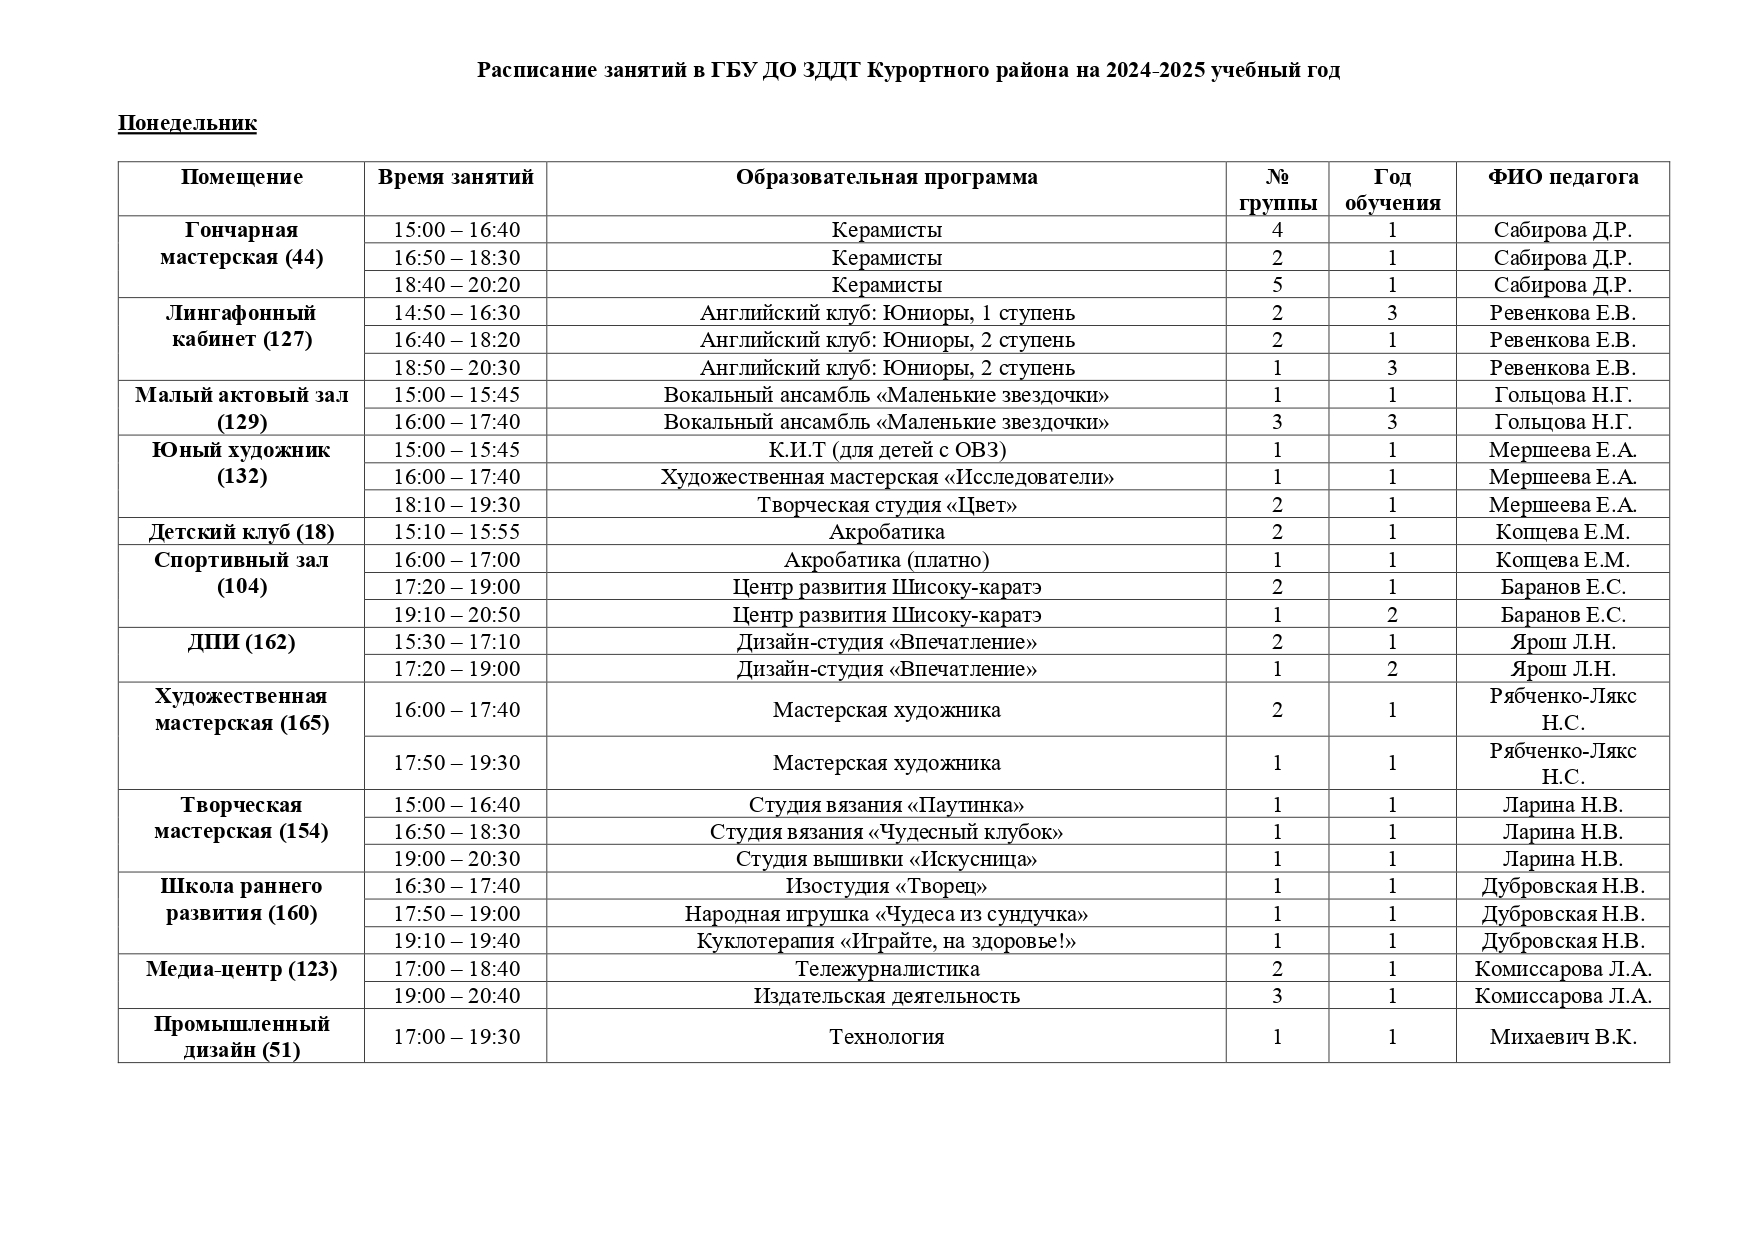 Расписание занятий в ГБУ ДО ЗДДТ Курортного района на 2024-2025 учебный год
Понедельник
Помещение Время занятий Образовательная программа № группы Год обучения ФИО педагога
Гончарная мастерская (44) 15:00 – 16:40 Керамисты 4 1 Сабирова Д.Р.
16:50 – 18:30 Керамисты 2 1 Сабирова Д.Р.
18:40 – 20:20 Керамисты 5 1 Сабирова Д.Р.
Лингафонный кабинет (127) 14:50 – 16:30 Английский клуб: Юниоры, 1 ступень 2 3 Ревенкова Е.В.
16:40 – 18:20 Английский клуб: Юниоры, 2 ступень 2 1 Ревенкова Е.В.
18:50 – 20:30 Английский клуб: Юниоры, 2 ступень 1 3 Ревенкова Е.В.
Малый актовый зал (129) 15:00 – 15:45 Вокальный ансамбль «Маленькие звездочки» 1 1 Гольцова Н.Г.
16:00 – 17:40 Вокальный ансамбль «Маленькие звездочки» 3 3 Гольцова Н.Г.
Юный художник (132) 15:00 – 15:45 К.И.Т (для детей с ОВЗ) 1 1 Мершеева Е.А.
16:00 – 17:40 Художественная мастерская «Исследователи» 1 1 Мершеева Е.А.
18:10 – 19:30 Творческая студия «Цвет» 2 1 Мершеева Е.А.
Детский клуб (18) 15:10 – 15:55 Акробатика 2 1 Копцева Е.М.
Спортивный зал (104) 16:00 – 17:00 Акробатика (платно) 1 1 Копцева Е.М.
17:20 – 19:00 Центр развития Шисоку-каратэ 2 1 Баранов Е.С.
19:10 – 20:50 Центр развития Шисоку-каратэ 1 2 Баранов Е.С.
ДПИ (162) 15:30 – 17:10 Дизайн-студия «Впечатление» 2 1 Ярош Л.Н.
17:20 – 19:00 Дизайн-студия «Впечатление» 1 2 Ярош Л.Н.
Художественная мастерская (165) 16:00 – 17:40 Мастерская художника 2 1 Рябченко-Лякс Н.С.
17:50 – 19:30 Мастерская художника 1 1 Рябченко-Лякс Н.С.
Творческая мастерская (154) 15:00 – 16:40 Студия вязания «Паутинка» 1 1 Ларина Н.В.
16:50 – 18:30 Студия вязания «Чудесный клубок» 1 1 Ларина Н.В.
19:00 – 20:30 Студия вышивки «Искусница» 1 1 Ларина Н.В.
Школа раннего развития (160) 16:30 – 17:40 Изостудия «Творец» 1 1 Дубровская Н.В.
17:50 – 19:00 Народная игрушка «Чудеса из сундучка» 1 1 Дубровская Н.В.
19:10 – 19:40 Куклотерапия «Играйте, на здоровье!» 1 1 Дубровская Н.В.
Медиа-центр (123) 17:00 – 18:40 Тележурналистика 2 1 Комиссарова Л.А.
19:00 – 20:40 Издательская деятельность 3 1 Комиссарова Л.А.
Промышленный дизайн (51) 17:00 – 19:30 Технология 1 1 Михаевич В.К.